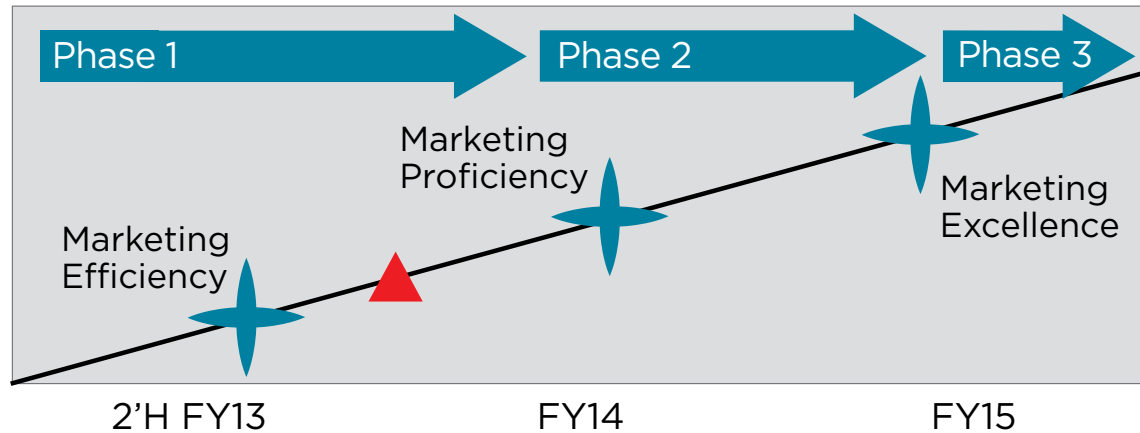 Phase 1
Phase 2
Phase 3
Marketing
Proficiency
Marketing
Excellence
Marketing
Efficiency
2'H FY13
FY14
FY15